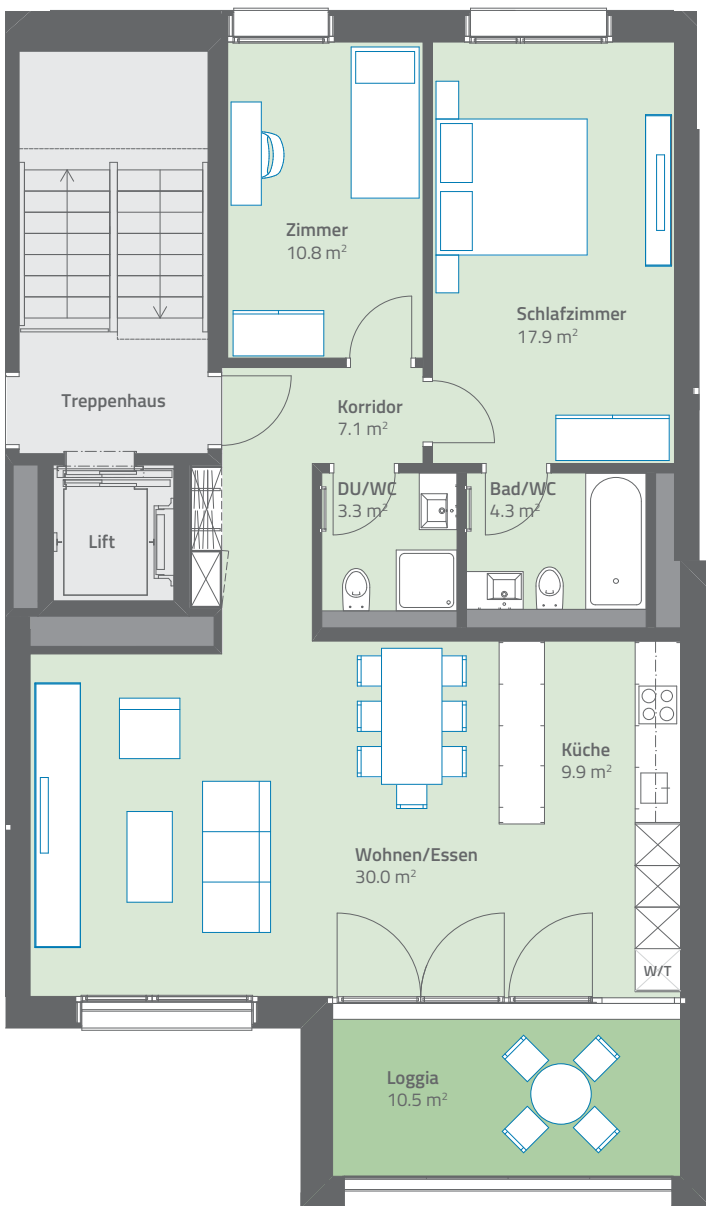 Zimmer
10.8 m²
Schlafzimmer
17.9 m²
Treppenhaus
Korridor
7.1 m²
DU/WC
3.3 m²
Bad/WC
4.3 m²
Lift
Küche
9.9 m²
Wohnen/Essen
30.0 m²
W/T
Loggia
10.5 m²